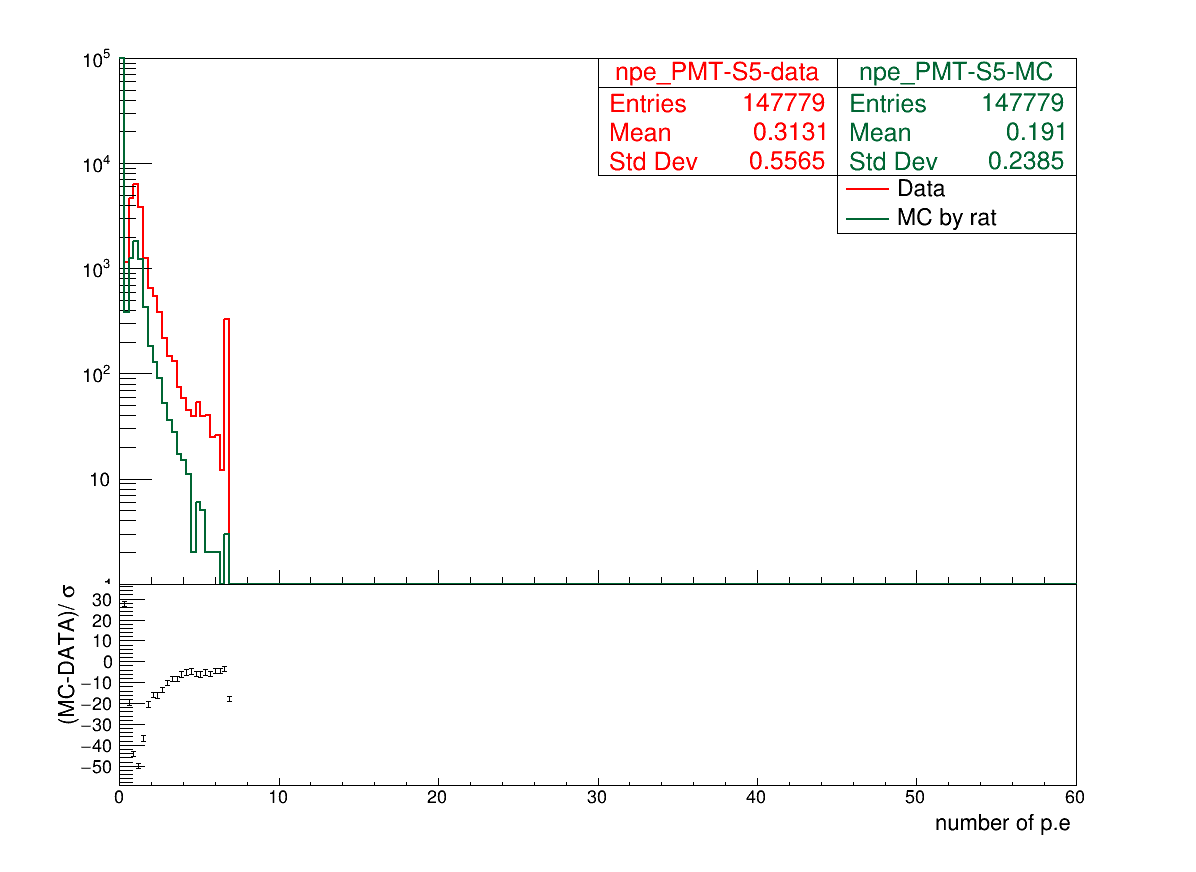 npe_PMT-S5-data
Entries 147779
Mean 0.3131
Std Dev 0.5565
npe_PMT-S5-MC
Entries 147779
Mean 0.191
Std Dev 0.2385
Data
MC by rat
10^5
10^4
10^3
10^2
10
(MC-DATA)/ σ
30
20
10
0
−10
−20
−30
−40
−50
0 10 20 30 40 50 60
number of p.e